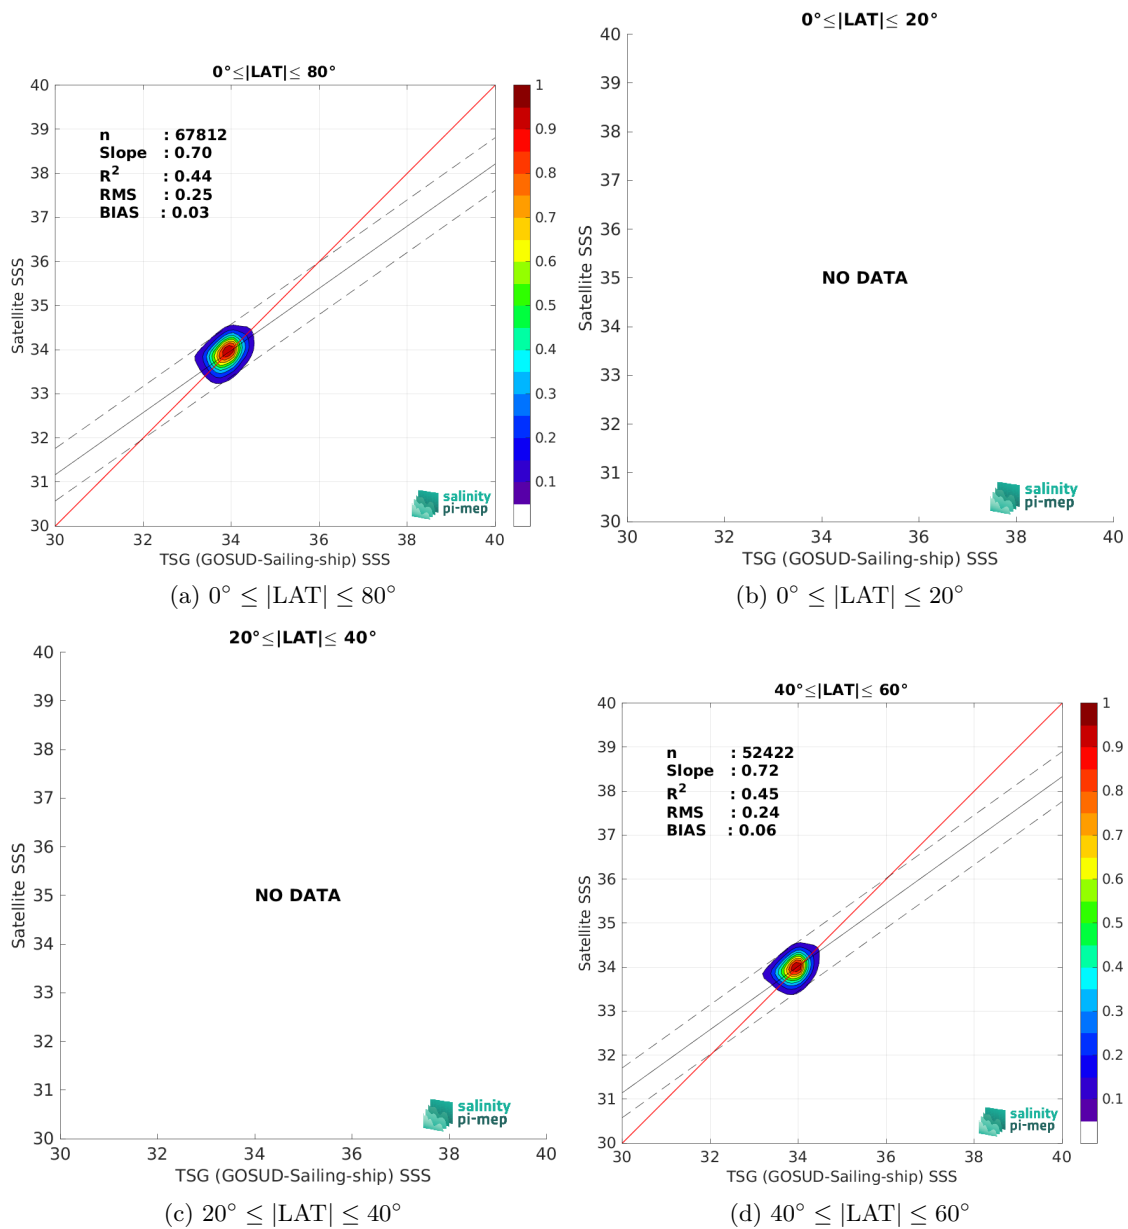 0°≤|LAT|≤ 80°
40
39
38
37
36
35
34
33
32
31
30
Satellite SSS
n : 67812
Slope : 0.70
R² : 0.44
RMS : 0.25
BIAS : 0.03
1
0.9
0.8
0.7
0.6
0.5
0.4
0.3
0.2
0.1
salinity
pi-mep
30 32 34 36 38 40
TSG (GOSUD-Sailing-ship) SSS
(a) 0° ≤ |LAT| ≤ 80°
0°≤|LAT|≤ 20°
40
39
38
37
36
35
34
33
32
31
30
Satellite SSS
NO DATA
salinity
pi-mep
30 32 34 36 38 40
TSG (GOSUD-Sailing-ship) SSS
(b) 0° ≤ |LAT| ≤ 20°
20°≤|LAT|≤ 40°
40
39
38
37
36
35
34
33
32
31
30
Satellite SSS
NO DATA
salinity
pi-mep
30 32 34 36 38 40
TSG (GOSUD-Sailing-ship) SSS
(c) 20° ≤ |LAT| ≤ 40°
40°≤|LAT|≤ 60°
40
39
38
37
36
35
34
33
32
31
30
Satellite SSS
n : 52422
Slope : 0.72
R² : 0.45
RMS : 0.24
BIAS : 0.06
1
0.9
0.8
0.7
0.6
0.5
0.4
0.3
0.2
0.1
salinity
pi-mep
30 32 34 36 38 40
TSG (GOSUD-Sailing-ship) SSS
(d) 40° ≤ |LAT| ≤ 60°